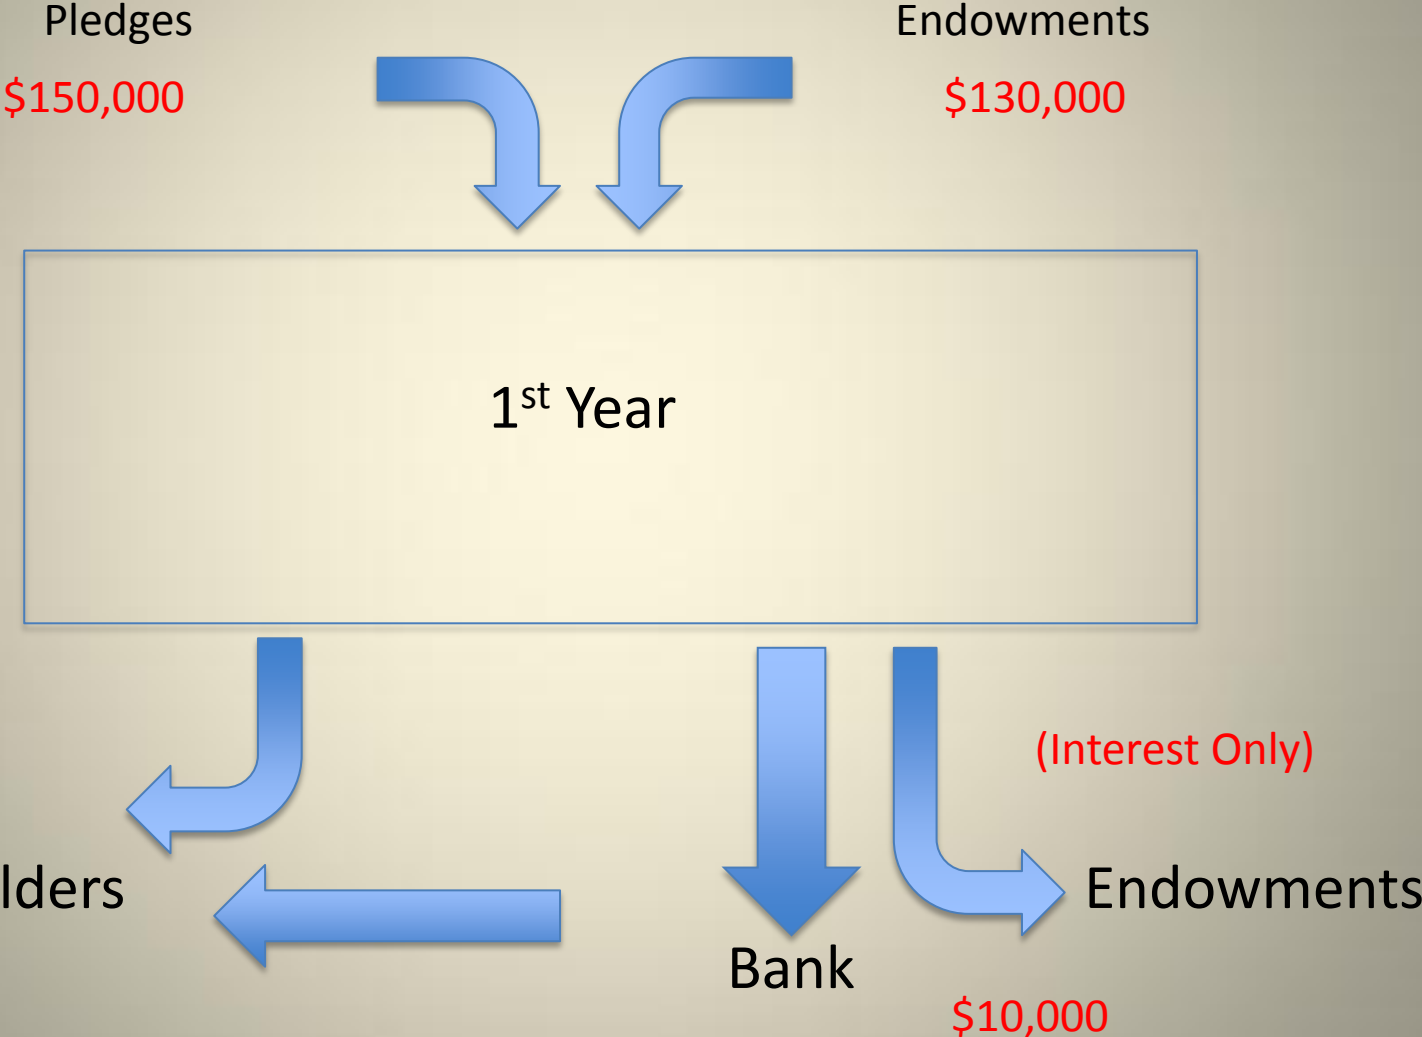 Pledges
Endowments
$150,000
$130,000
1st Year
(Interest Only)
lders
Endowments
Bank
$10,000